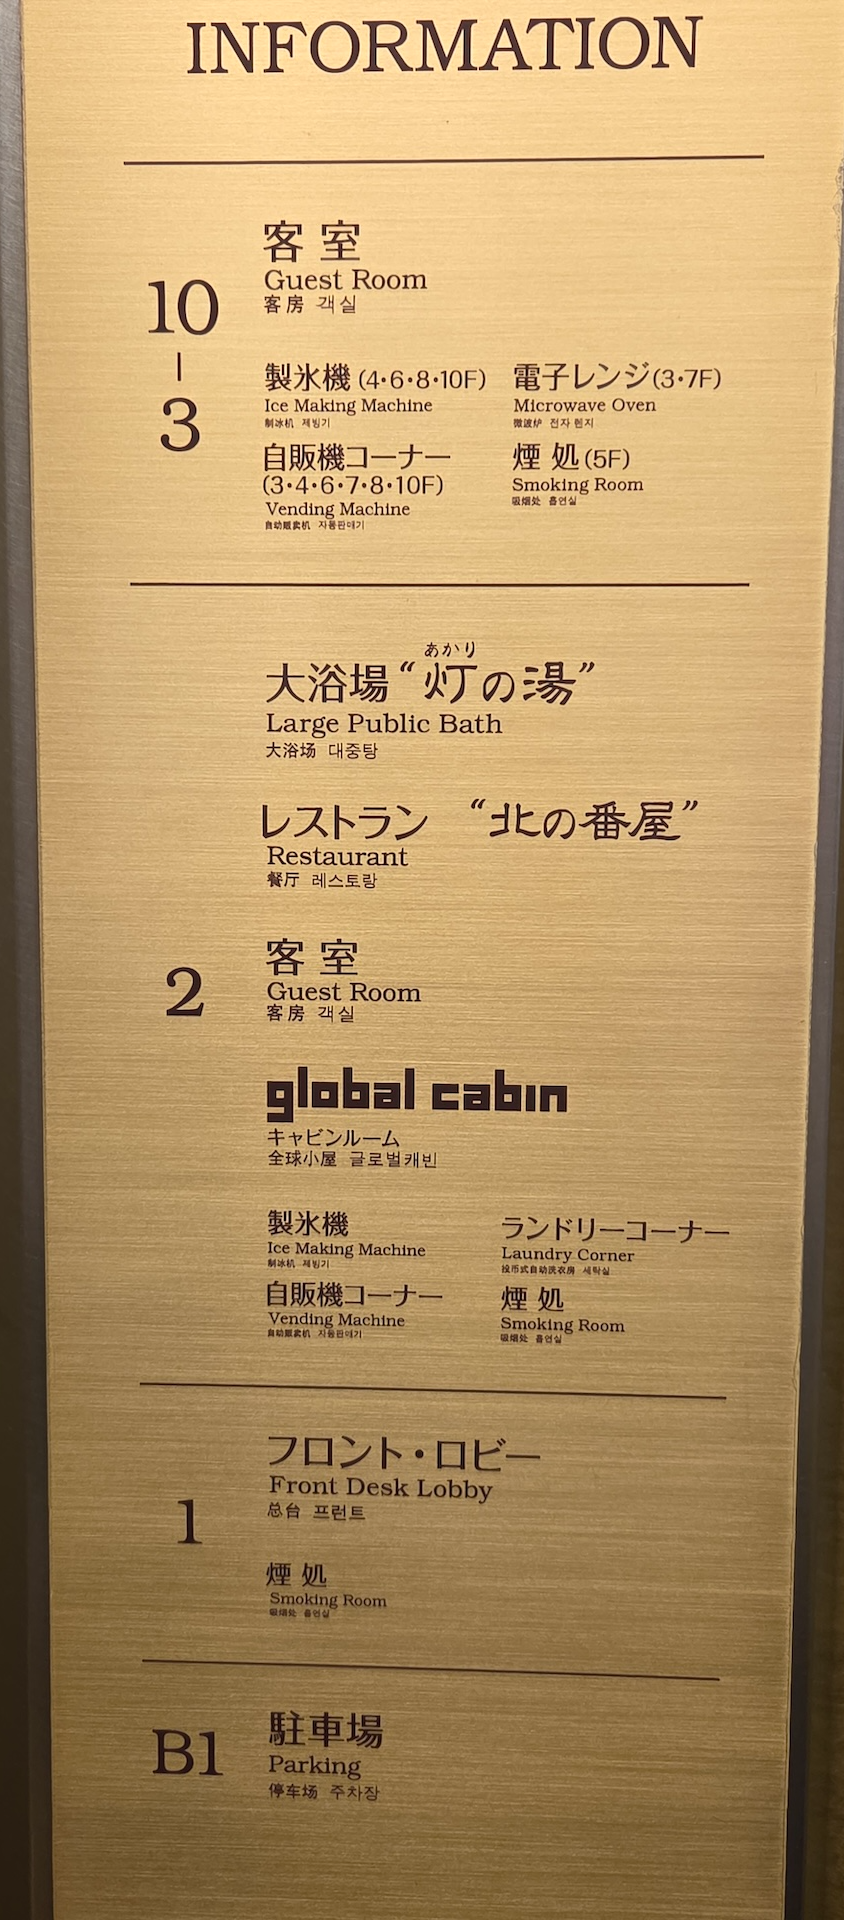 INFORMATION
10-3
客室
Guest Room
客房 객실
製氷機(4・6・8・10F)
Ice Making Machine
制冰机 제빙기
電子レンジ(3・7F)
Microwave Oven
微波炉 전자 렌지
自販機コーナー
(3・4・6・7・8・10F)
Vending Machine
自动贩卖机 자동판매기
煙処(5F)
Smoking Room
吸烟处 흡연실
あかり
大浴場“灯の湯”
Large Public Bath
大浴场 대중탕
レストラン “北の番屋”
Restaurant
餐厅 레스토랑
2
客室
Guest Room
客房 객실
global cabin
キャビンルーム
全球小屋 글로벌캐빈
製氷機
Ice Making Machine
制冰机 제빙기
ランドリーコーナー
Laundry Corner
投币式自动洗衣房 세탁실
自販機コーナー
Vending Machine
自动贩卖机 자동판매기
煙処
Smoking Room
吸烟处 흡연실
1
フロント・ロビー
Front Desk Lobby
总台 프런트
煙処
Smoking Room
吸烟处 흡연실
B1
駐車場
Parking
停车场 주차장